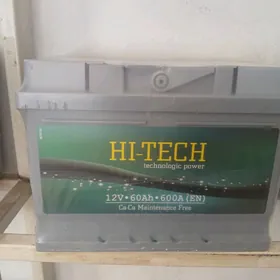 HI-TECH
technologic power
12V•60Ah•600A(EN)
Ca-Ca Maintenance Free